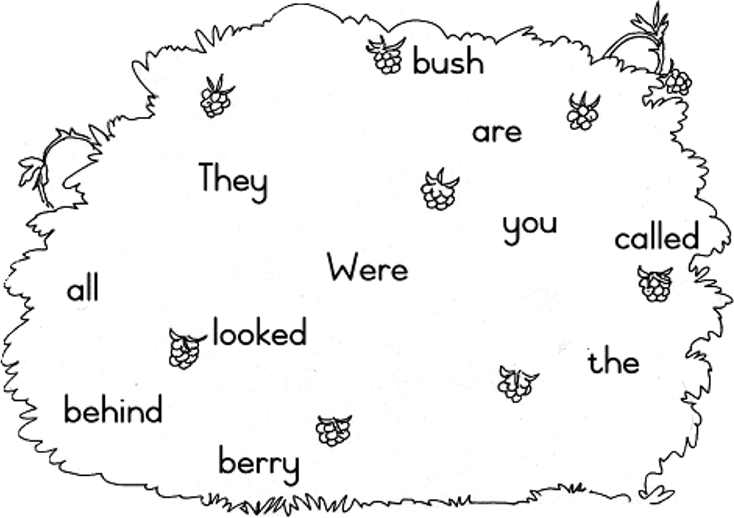 bush
are
They
you
called
Were
all
looked
the
behind
berry